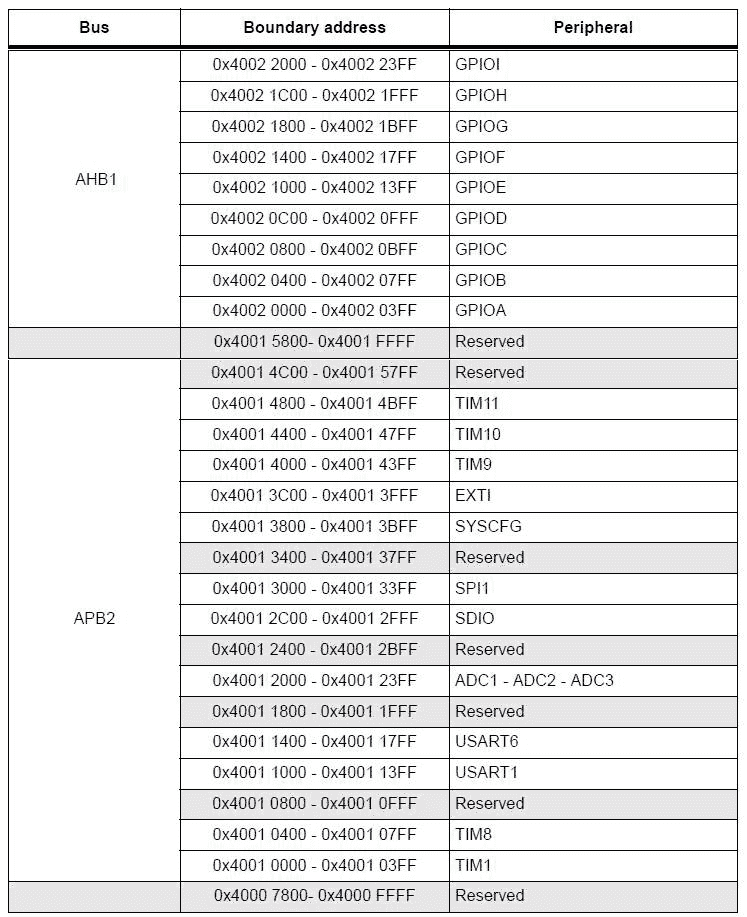 Bus Boundary address Peripheral
0x4002 2000 - 0x4002 23FF GPIOI
0x4002 1C00 - 0x4002 1FFF GPIOH
0x4002 1800 - 0x4002 1BFF GPIOG
0x4002 1400 - 0x4002 17FF GPIOF
AHB1 0x4002 1000 - 0x4002 13FF GPIOE
0x4002 0C00 - 0x4002 0FFF GPIOD
0x4002 0800 - 0x4002 0BFF GPIOC
0x4002 0400 - 0x4002 07FF GPIOB
0x4002 0000 - 0x4002 03FF GPIOA
0x4001 5800- 0x4001 FFFF Reserved
0x4001 4C00 - 0x4001 57FF Reserved
0x4001 4800 - 0x4001 4BFF TIM11
0x4001 4400 - 0x4001 47FF TIM10
0x4001 4000 - 0x4001 43FF TIM9
0x4001 3C00 - 0x4001 3FFF EXTI
0x4001 3800 - 0x4001 3BFF SYSCFG
0x4001 3400 - 0x4001 37FF Reserved
0x4001 3000 - 0x4001 33FF SPI1
APB2 0x4001 2C00 - 0x4001 2FFF SDIO
0x4001 2400 - 0x4001 2BFF Reserved
0x4001 2000 - 0x4001 23FF ADC1 - ADC2 - ADC3
0x4001 1800 - 0x4001 1FFF Reserved
0x4001 1400 - 0x4001 17FF USART6
0x4001 1000 - 0x4001 13FF USART1
0x4001 0800 - 0x4001 0FFF Reserved
0x4001 0400 - 0x4001 07FF TIM8
0x4001 0000 - 0x4001 03FF TIM1
0x4000 7800- 0x4000 FFFF Reserved